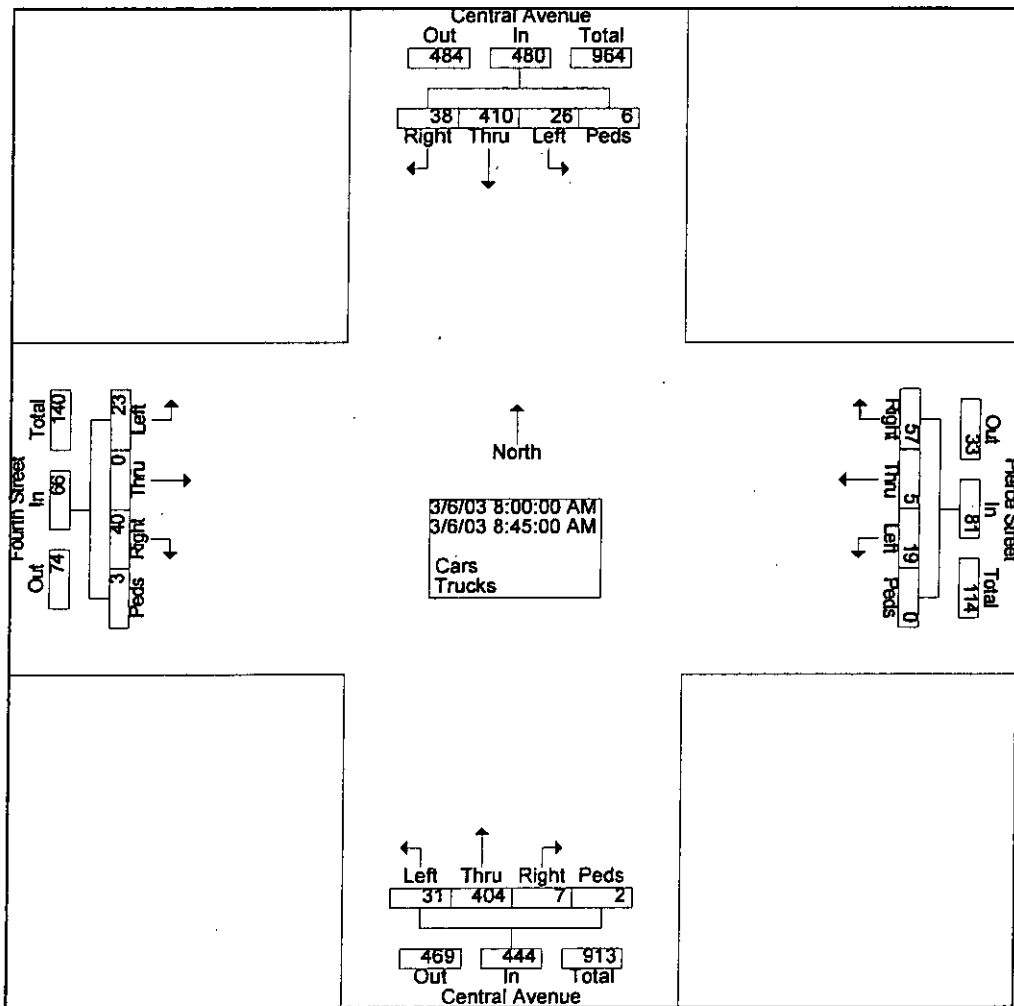 Central Avenue
Out In Total
484 480 964
38 410 26 6
Right Thru Left Peds
Fourth Street
Total In Out
140 66 74
23 0 40 3
Left Thru Right Peds
North
3/6/03 8:00:00 AM
3/6/03 8:45:00 AM
Cars
Trucks
Right Thru Left Peds
57 5 19 0
Out In Total
33 81 114
Street
Left Thru Right Peds
31 404 7 2
469 444 913
Out In Total
Central Avenue